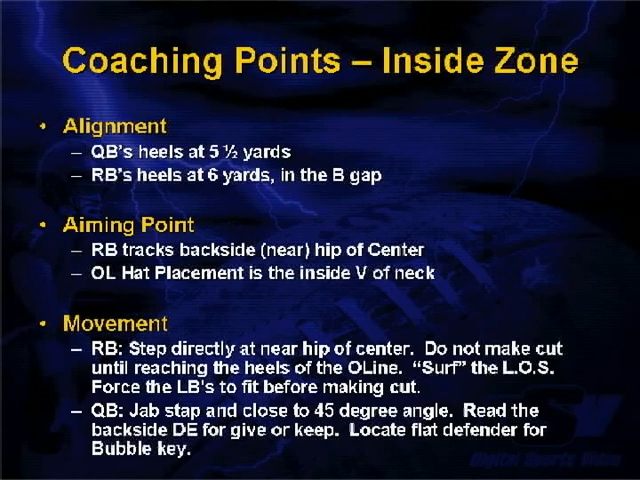 Coaching Points – Inside Zone
• Alignment
– QB's heels at 5 ½ yards
– RB's heels at 6 yards, in the B gap
• Aiming Point
– RB tracks backside (near) hip of Center
– OL Hat Placement is the inside V of neck
• Movement
– RB: Step directly at near hip of center. Do not make cut
until reaching the heels of the OLine. "Surf" the L.O.S.
Force the LB's to fit before making cut.
– QB: Jab stap and close to 45 degree angle. Read the
backside DE for give or keep. Locate flat defender for
Bubble key.
Digital Sports Video